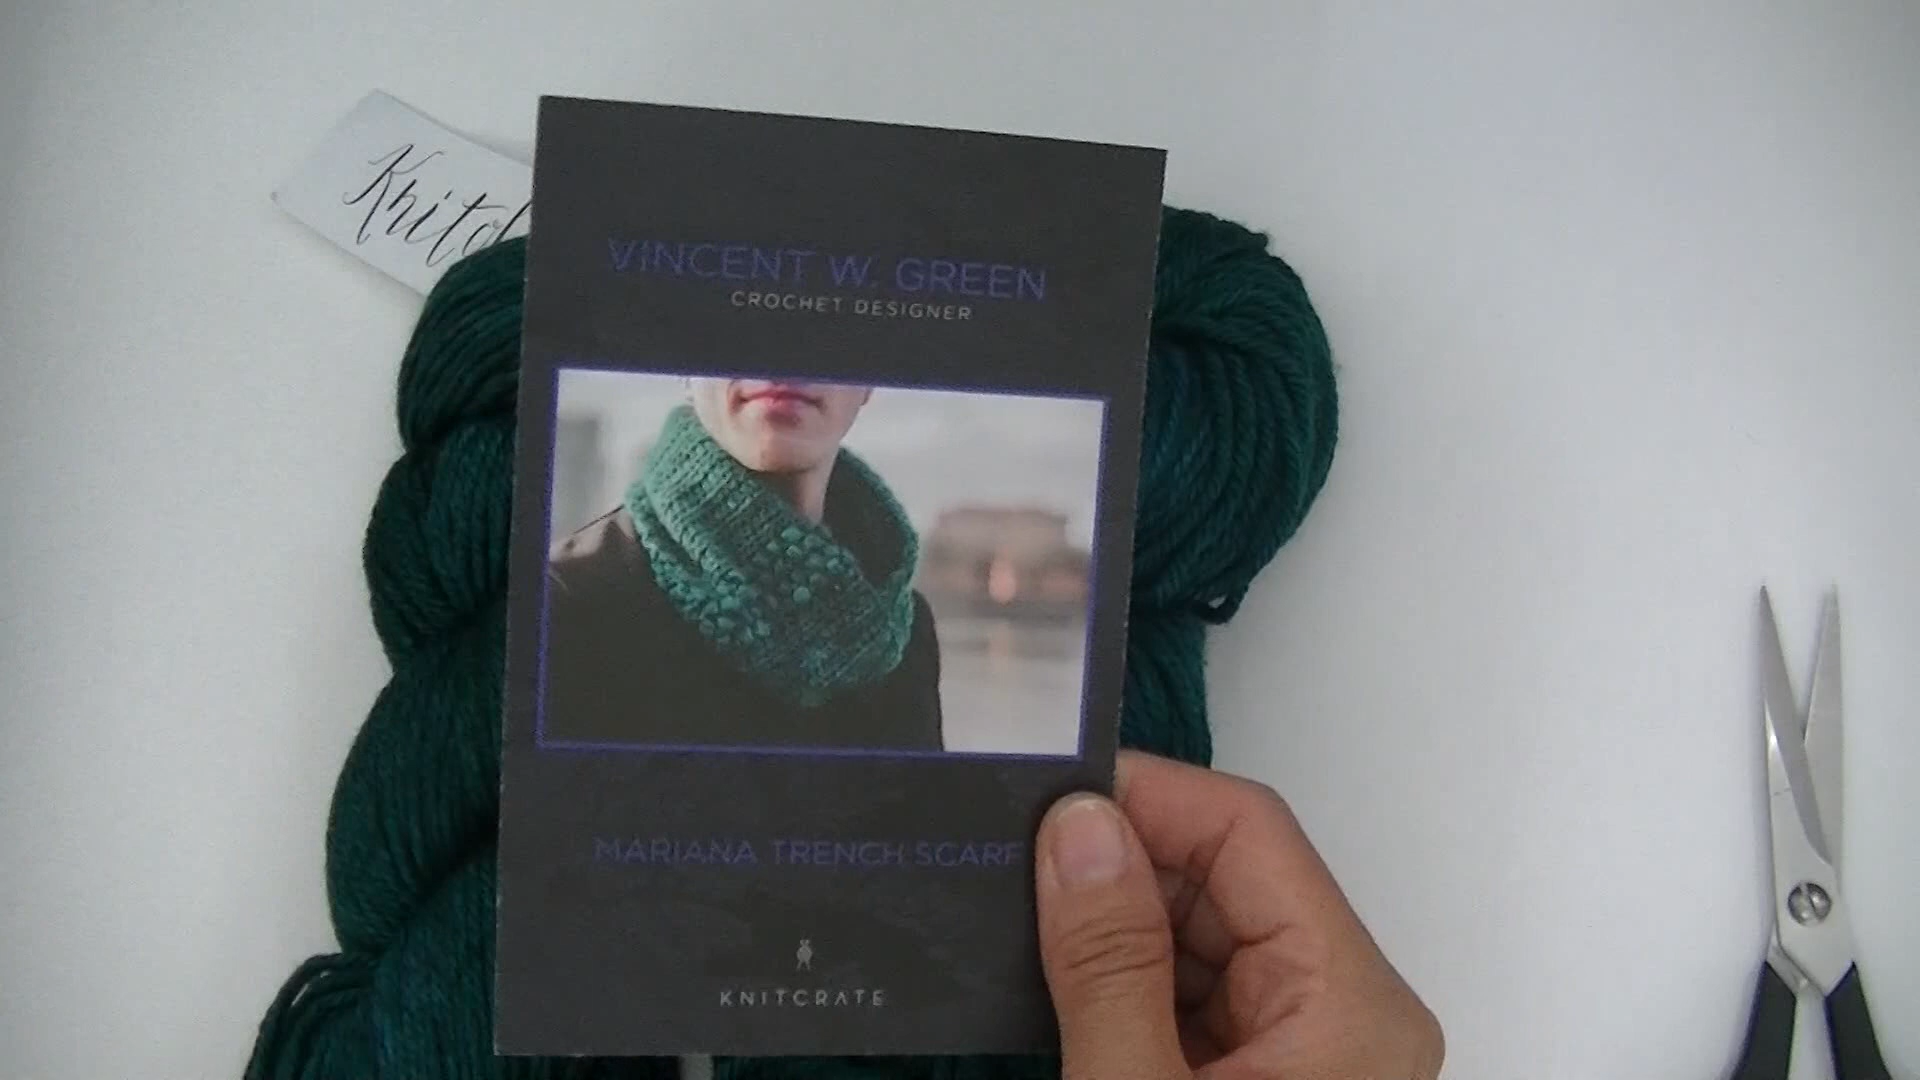 VINCENT W. GREEN
CROCHET DESIGNER
MARIANA TRENCH SCARF
KNITCRATE